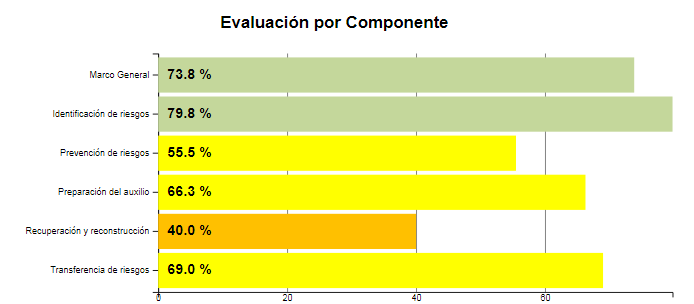 Evaluación por Componente
Marco General 73.8 %
Identificación de riesgos 79.8 %
Prevención de riesgos 55.5 %
Preparación del auxilio 66.3 %
Recuperación y reconstrucción 40.0 %
Transferencia de riesgos 69.0 %
0 20 40 60